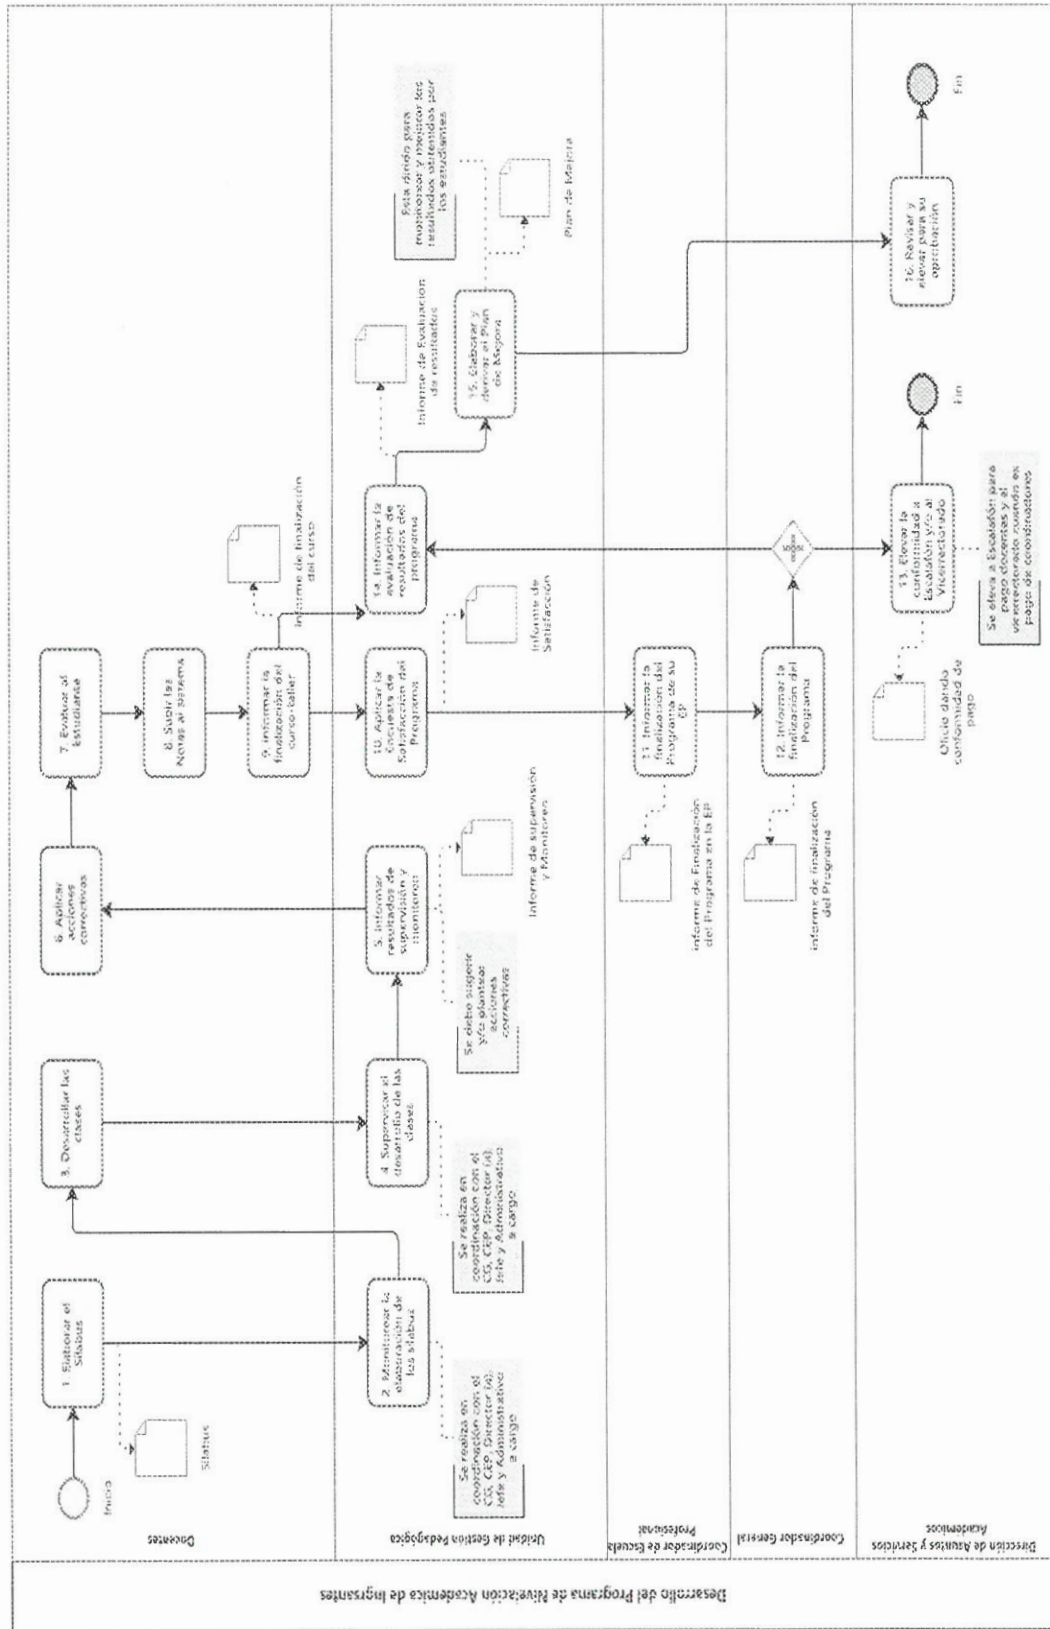 Desarrollo del Programa de Nivelación Académica de Ingrsantes
Docentes
Inicio
1. Elaborar el
Sílabus
Sílabus
3. Desarrollar las
clases
6. Aplicar
acciones
correctivas
7. Evaluar al
Estudiante
8. Subir las
Notas al Sistema
9. Informar la
finalización del
curso-taller
Informe de finalización
del curso
Unidad de Gestión Pedagógica
2. Monitorear la
elaboración de
los sílabus
Se realiza en
coordinación con el
CG, CEP, Director (a),
Jefe y Administrativo
a cargo
4. Supervisar el
desarrollo de las
clases
Se realiza en
coordinación con el
CG, CEP, Director (a),
Jefe y Administrativo
a cargo
5. Informar
resultados de
supervisión y
monitoreo
Se debe sugerir
y/o plantear
acciones
correctivas
Informe de supervisión
y Monitoreo
10. Aplicar la
Encuesta de
Satisfacción del
Programa
Informe de
Satisfacción
14. Informar la
evaluación de
resultados del
programa
Informe de Evaluación
de resultados
15. Elaborar y
derivar el Plan
de Mejora
Esta dirión para
monitorear y mejorar los
resultados obtenidos por
los estudiantes
Plan de Mejora
Coordinador de Escuela
Profesional
11. Informar la
finalización del
Programa de su
EP
informe de Finalización
del Programa en la EP
Coordinador General
12. Informar la
finalización del
Programa
informe de finalización
del Programa
Dirección de Asuntos y Servicios
Académicos
13. Elevar la
conformidad a
Escalafón y/o al
Vicerrectorado
Oficio dando
conformidad de
pago
Se eleva a Escalafón para
pago docentes y al
vicerrectorado cuando es
pago de coordinadores
Fin
16. Revisar y
elevar para su
aprobación
Fin